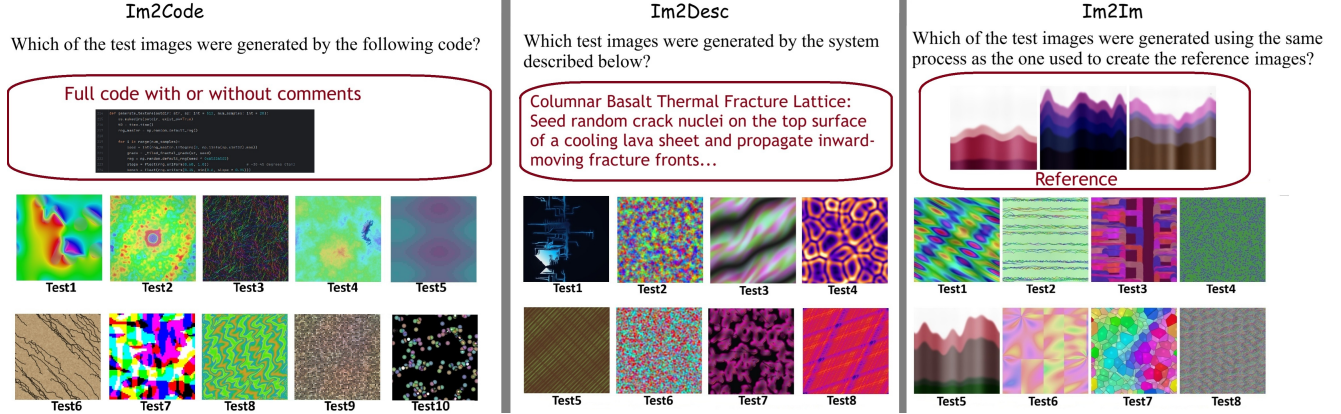 Im2Code
Which of the test images were generated by the following code?
Full code with or without comments
Test1
Test2
Test3
Test4
Test5
Test6
Test7
Test8
Test9
Test10
Im2Desc
Which test images were generated by the system
described below?
Columnar Basalt Thermal Fracture Lattice:
Seed random crack nuclei on the top surface
of a cooling lava sheet and propagate inward-
moving fracture fronts...
Test1
Test2
Test3
Test4
Test5
Test6
Test7
Test8
Im2Im
Which of the test images were generated using the same
process as the one used to create the reference images?
Reference
Test1
Test2
Test3
Test4
Test5
Test6
Test7
Test8